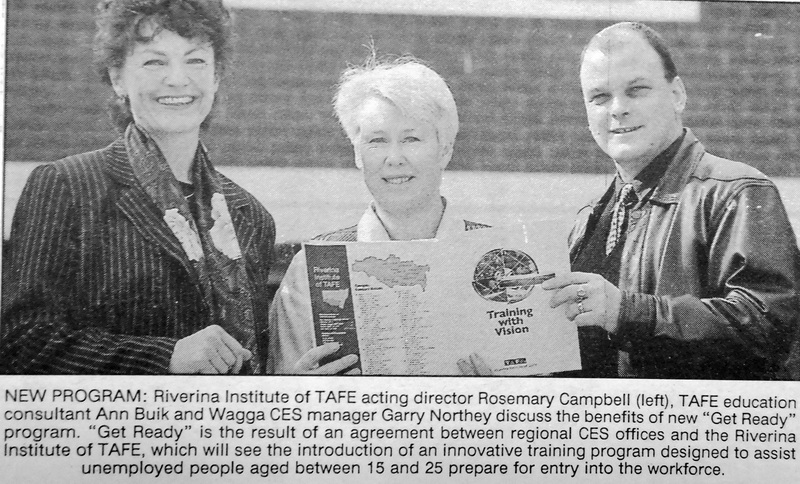 Riverina
Institute
of TAFE
Training
with
Vision
TAFE
NEW PROGRAM: Riverina Institute of TAFE acting director Rosemary Campbell (left), TAFE education
consultant Ann Buik and Wagga CES manager Garry Northey discuss the benefits of new “Get Ready”
program. “Get Ready” is the result of an agreement between regional CES offices and the Riverina
Institute of TAFE, which will see the introduction of an innovative training program designed to assist
unemployed people aged between 15 and 25 prepare for entry into the workforce.